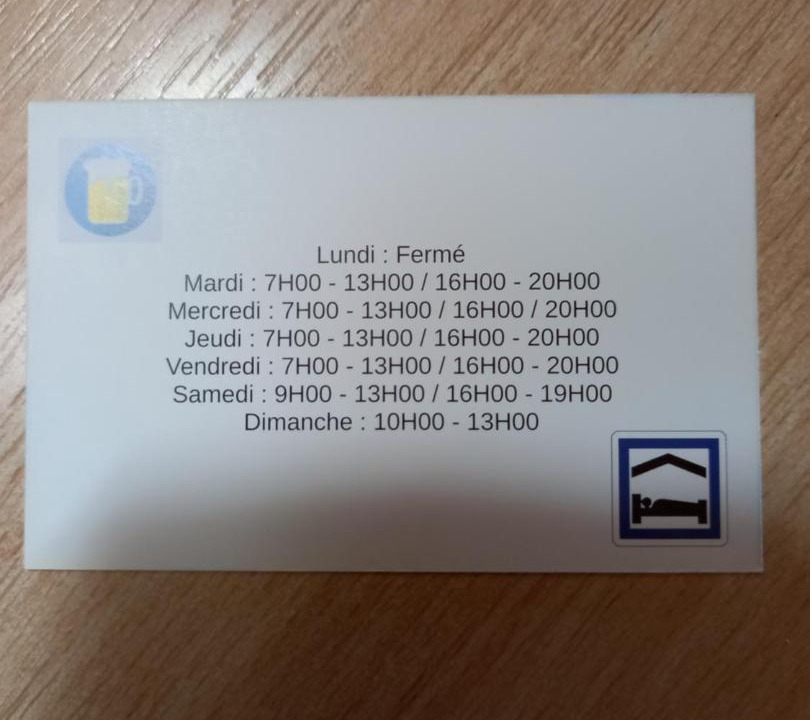 Lundi : Fermé
Mardi : 7H00 - 13H00 / 16H00 - 20H00
Mercredi : 7H00 - 13H00 / 16H00 / 20H00
Jeudi : 7H00 - 13H00 / 16H00 - 20H00
Vendredi : 7H00 - 13H00 / 16H00 - 20H00
Samedi : 9H00 - 13H00 / 16H00 - 19H00
Dimanche : 10H00 - 13H00